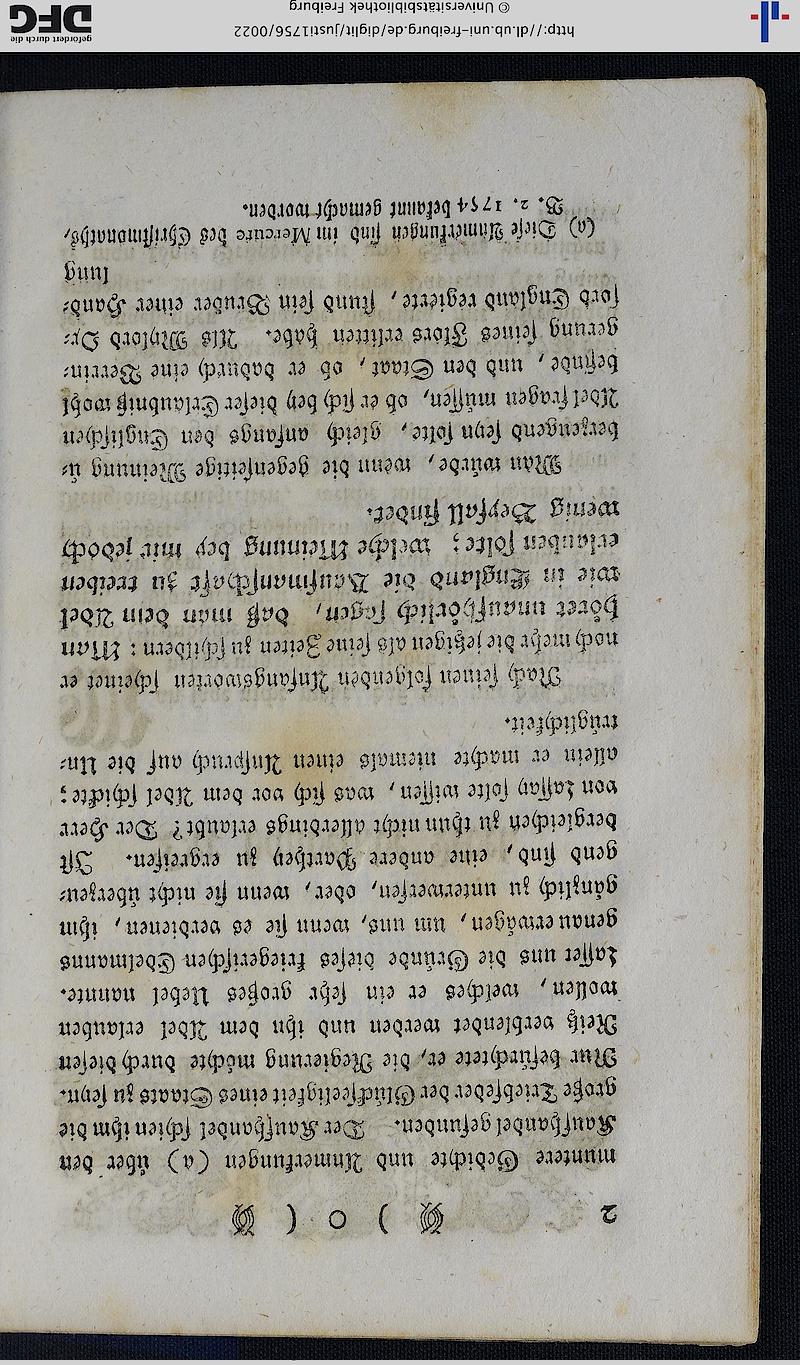 2 ) o (
muntere Gedichte und Anmerkungen (a) über den
Kaufhandel gefunden. Der Kaufhandel schien ihm die
große Triebfeder der Glückseeligkeit eines Staats zu seyn.
Nur befürchtete er, die Regierung möchte durch diesen
Reitz verblendet werden und ihn dem Adel erlauben
wollen, welches er ein sehr großes Uebel nannte.
Lasset uns die Gründe dieses kriegerischen Edelmanns
genau erwägen, um uns, wenn sie es verdienen, ihm
gänzlich zu unterwerfen, oder, wenn sie nicht überzeu-
gend sind, eine andere Parthey zu ergreifen. Ist
dergleichen zu thun nicht allerdings erlaubt? Der Herr
von Lassay solte wissen, was sich vor dem Adel schickte;
allein er machte niemals einen Anspruch auf die Un-
trüglichkeit.
Nach seinen folgenden Anfangsworten scheinet er
noch mehr die jetzigen als seine Zeiten zu schildern: Man
höret unaufhörlich sagen, daß man dem Adel
wie in England die Kaufmannschaft zu treiben
erlauben solte; welche Meinung bey mir jedoch
wenig Beyfall findet.
Man würde, wenn die gegenseitige Meinung ü-
berzeugend seyn solte, gleich anfangs den Englischen
Adel fragen müssen, ob er sich bey dieser Erlaubniß wohl
befinde, und den Staat, ob er dadurch eine Verrin-
gerung seines Flors erlitten habe. Als Mylord Or-
ford England regierte, stund sein Bruder einer Hand-
lung
(a) Diese Anmerkungen sind im Mercure des Christmonaths,
B. 2. 1754 bekannt gemacht worden.
http://dl.ub.uni-freiburg.de/diglit/justi1756/0022
© Universitätsbibliothek Freiburg
gefördert durch die
DFG